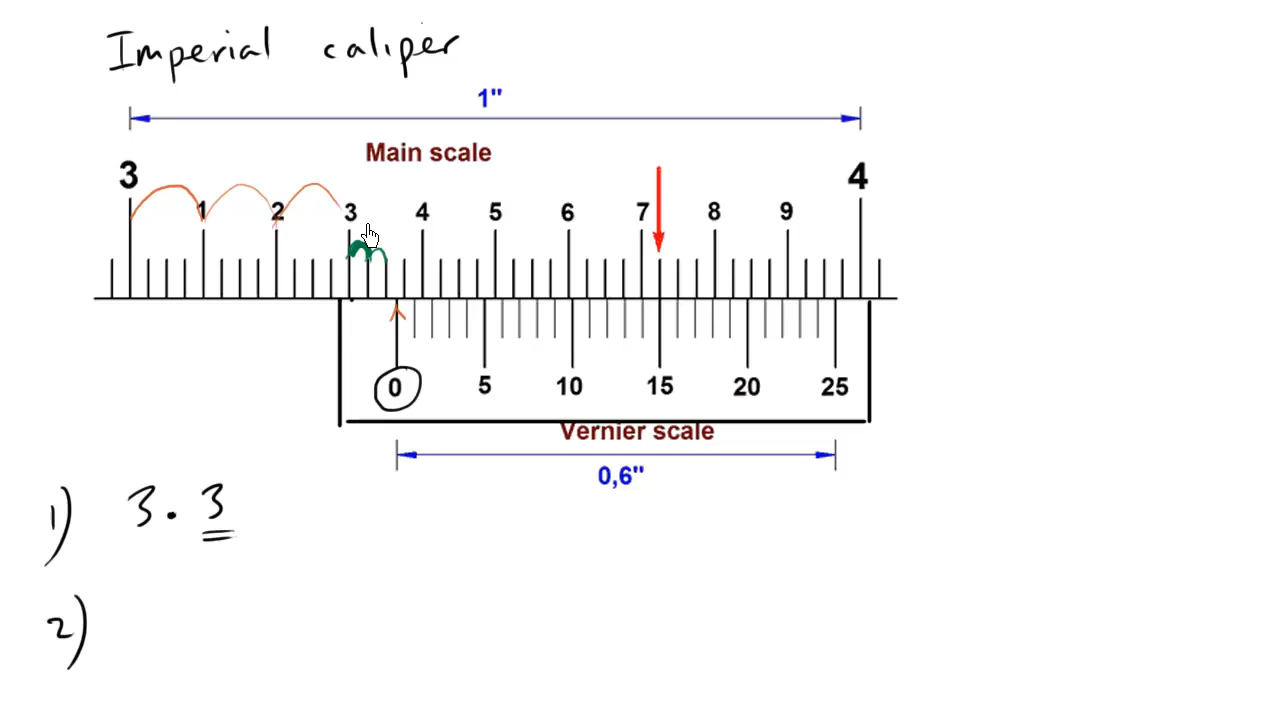 Imperial caliper
1"
Main scale
3 4
1 2 3 4 5 6 7 8 9
0 5 10 15 20 25
Vernier scale
0,6"
1) 3.3
2)